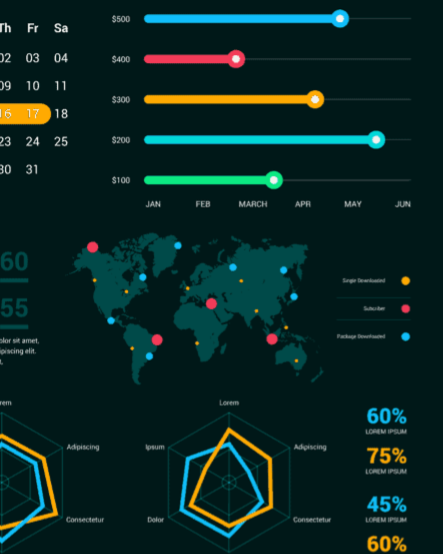 Th Fr Sa
02 03 04
09 10 11
16 17 18
23 24 25
30 31
$500
$400
$300
$200
$100
JAN FEB MARCH APR MAY JUN
60
55
olor sit amet,
ipiscing elit.
Single Downloaded
Subscriber
Package Downloaded
rem
Adipiscing
Consectetur
Lorem
Ipsum
Adipiscing
Dolor
Consectetur
60%
LOREM IPSUM
75%
LOREM IPSUM
45%
LOREM IPSUM
60%